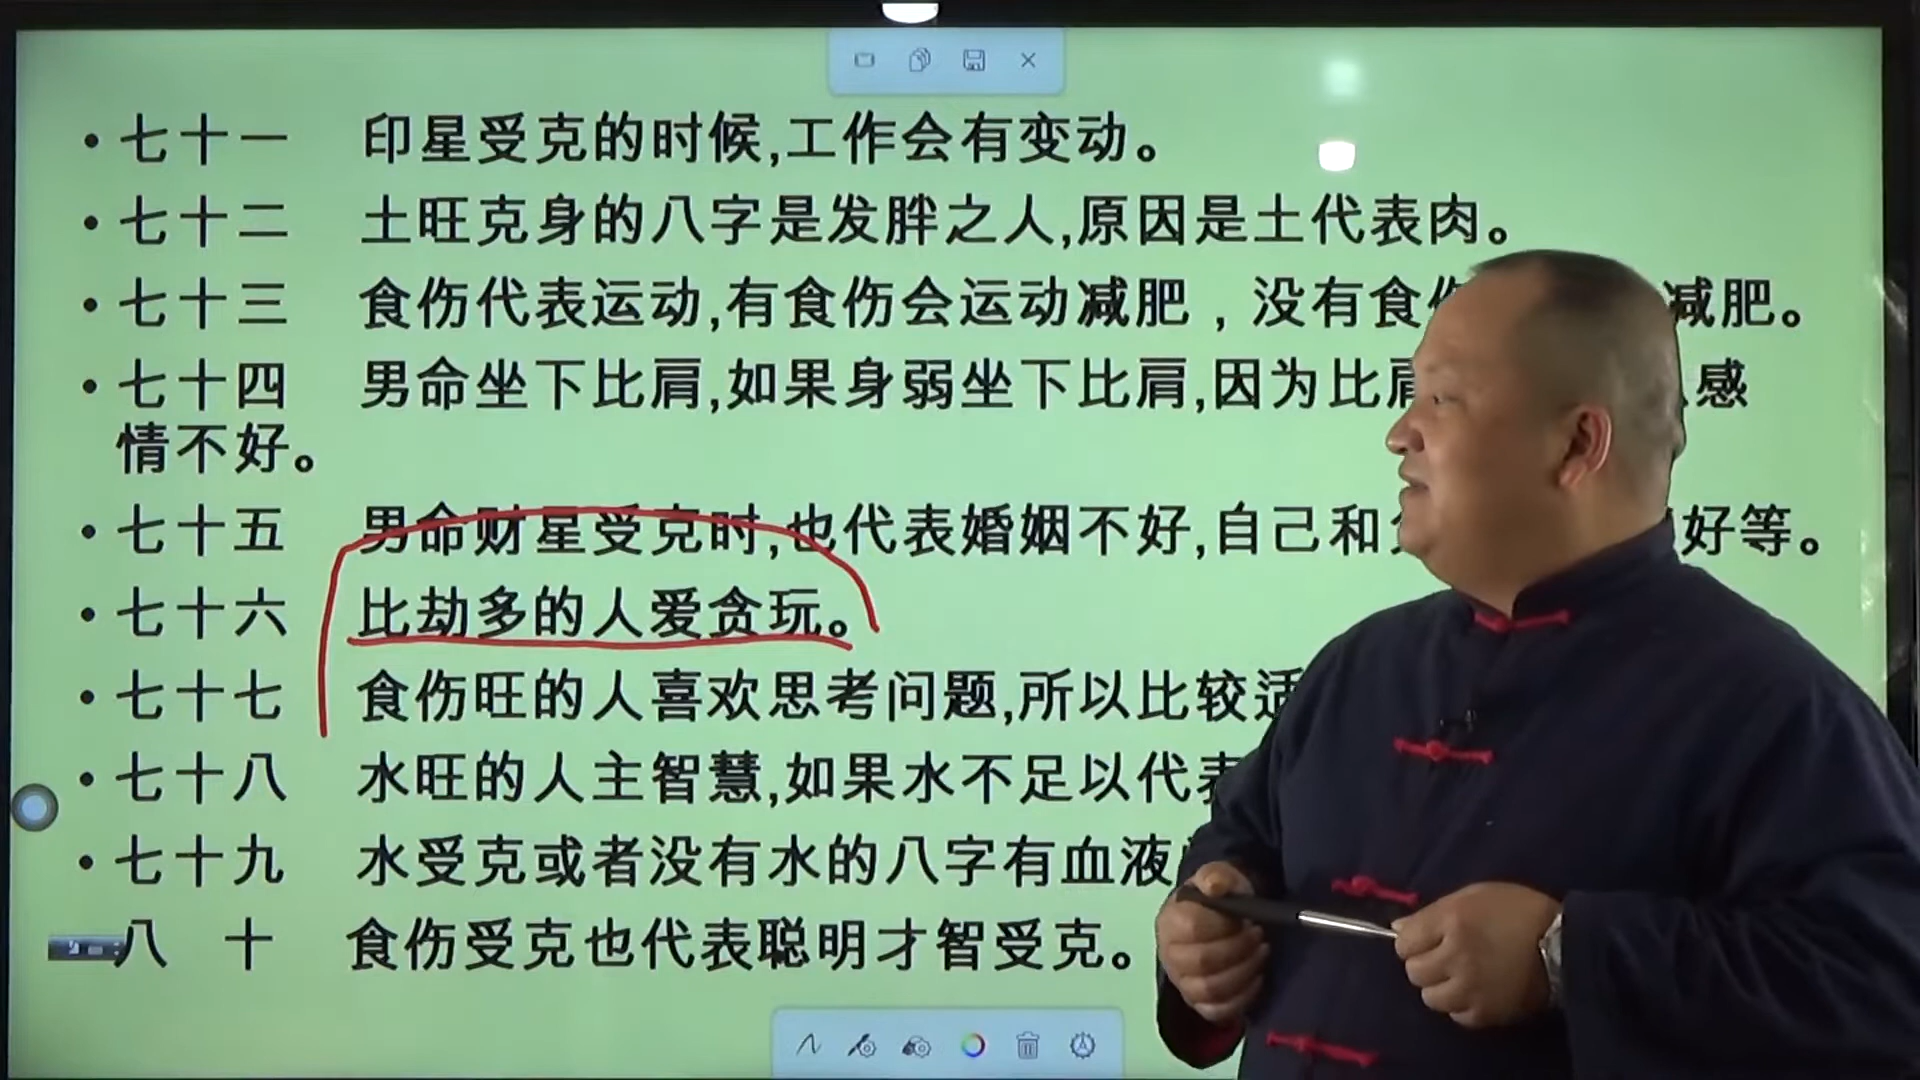 • 七十一 印星受克的时候,工作会有变动。
• 七十二 土旺克身的八字是发胖之人,原因是土代表肉。
• 七十三 食伤代表运动,有食伤会运动减肥，没有食 减肥。
• 七十四 男命坐下比肩,如果身弱坐下比肩,因为比 感
情不好。
• 七十五 男命财星受克时,也代表婚姻不好,自己和 好等。
• 七十六 比劫多的人爱贪玩。
• 七十七 食伤旺的人喜欢思考问题,所以比较
• 七十八 水旺的人主智慧,如果水不足以代
• 七十九 水受克或者没有水的八字有血液
八 十 食伤受克也代表聪明才智受克。